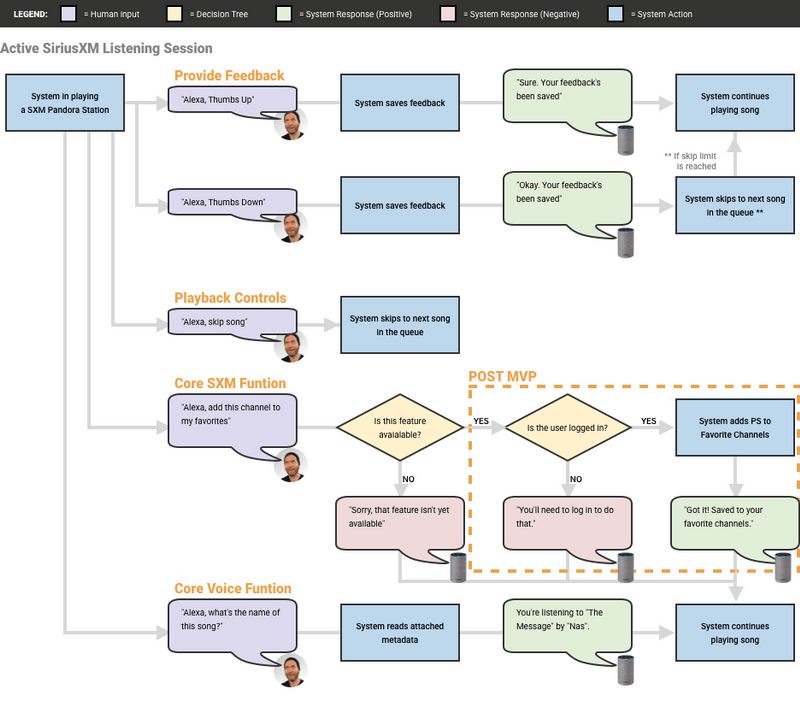 LEGEND: = Human input = Decision Tree = System Response (Positive) = System Response (Negative) = System Action
Active SiriusXM Listening Session
Provide Feedback
System in playing
a SXM Pandora Station
"Alexa, Thumbs Up"
System saves feedback
"Sure. Your feedback's
been saved"
System continues
playing song
** If skip limit
is reached
"Alexa, Thumbs Down"
System saves feedback
"Okay. Your feedback's
been saved"
System skips to next song
in the queue **
Playback Controls
"Alexa, skip song"
System skips to next song
in the queue
POST MVP
Core SXM Funtion
"Alexa, add this channel to
my favorites"
Is this feature
avaialable?
YES
Is the user logged in?
YES
System adds PS to
Favorite Channels
NO
NO
"Sorry, that feature isn't yet
available"
"You'll need to log in to do
that."
"Got it! Saved to your
favorite channels."
Core Voice Funtion
"Alexa, what's the name of
this song?"
System reads attached
metadata
You're listening to "The
Message" by "Nas".
System continues
playing song